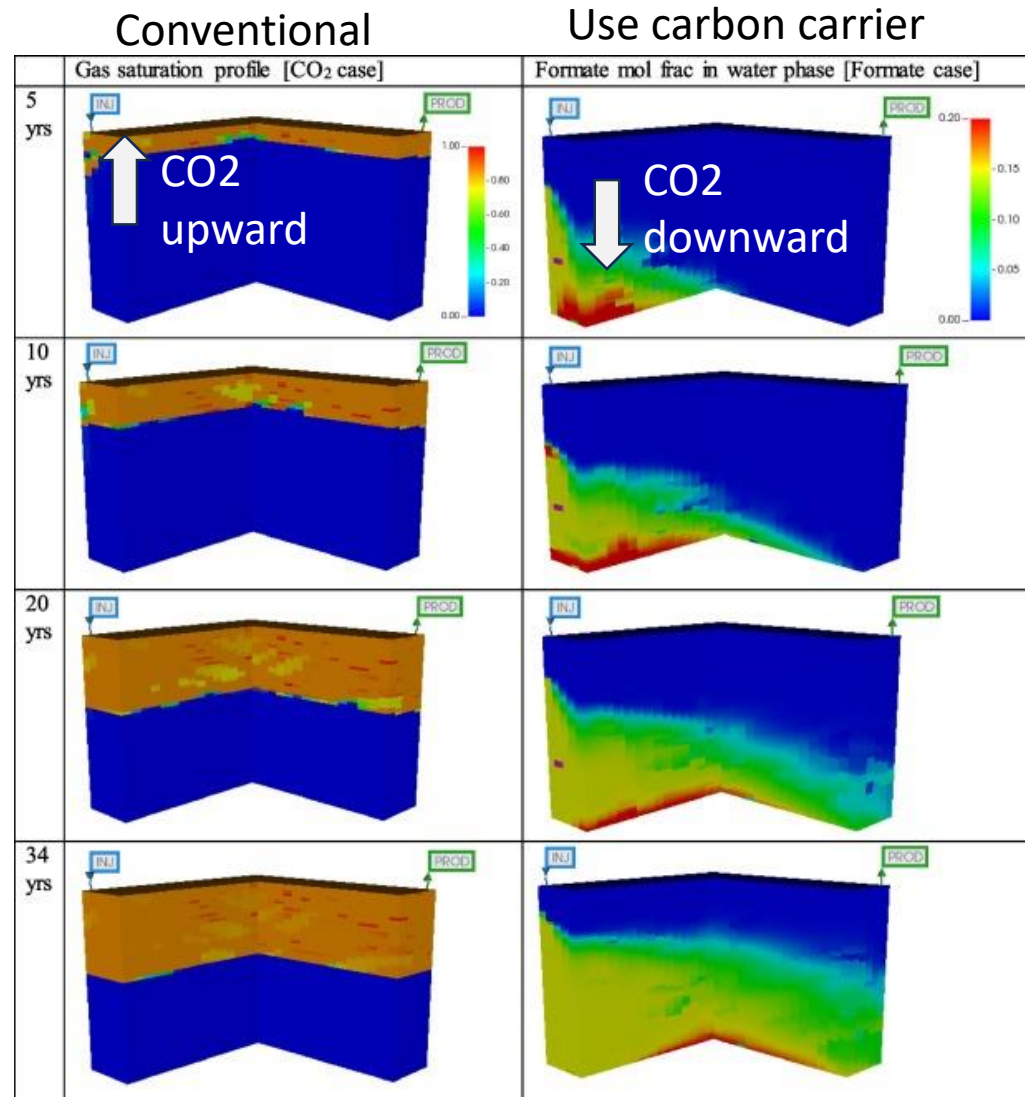 Conventional
Use carbon carrier
Gas saturation profile [CO₂ case]
Formate mol frac in water phase [Formate case]
5
yrs
INJ
PROD
1.00
0.80
0.60
0.40
0.20
0.00
CO2
upward
INJ
PROD
0.20
0.15
0.10
0.05
0.00
CO2
downward
10
yrs
INJ
PROD
INJ
PROD
20
yrs
INJ
PROD
INJ
PROD
34
yrs
INJ
PROD
INJ
PROD